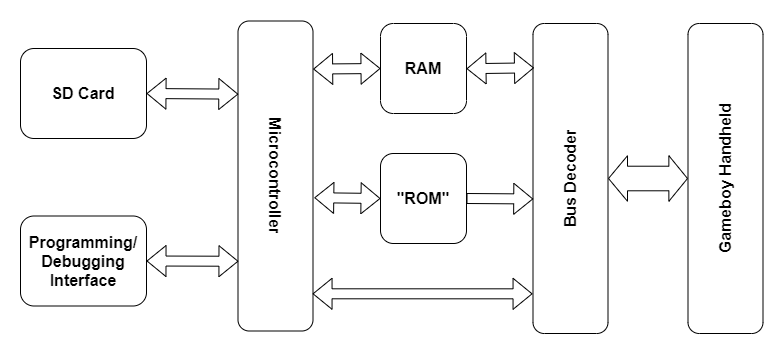 SD Card
Programming/
Debugging
Interface
Microcontroller
RAM
"ROM"
Bus Decoder
Gameboy Handheld